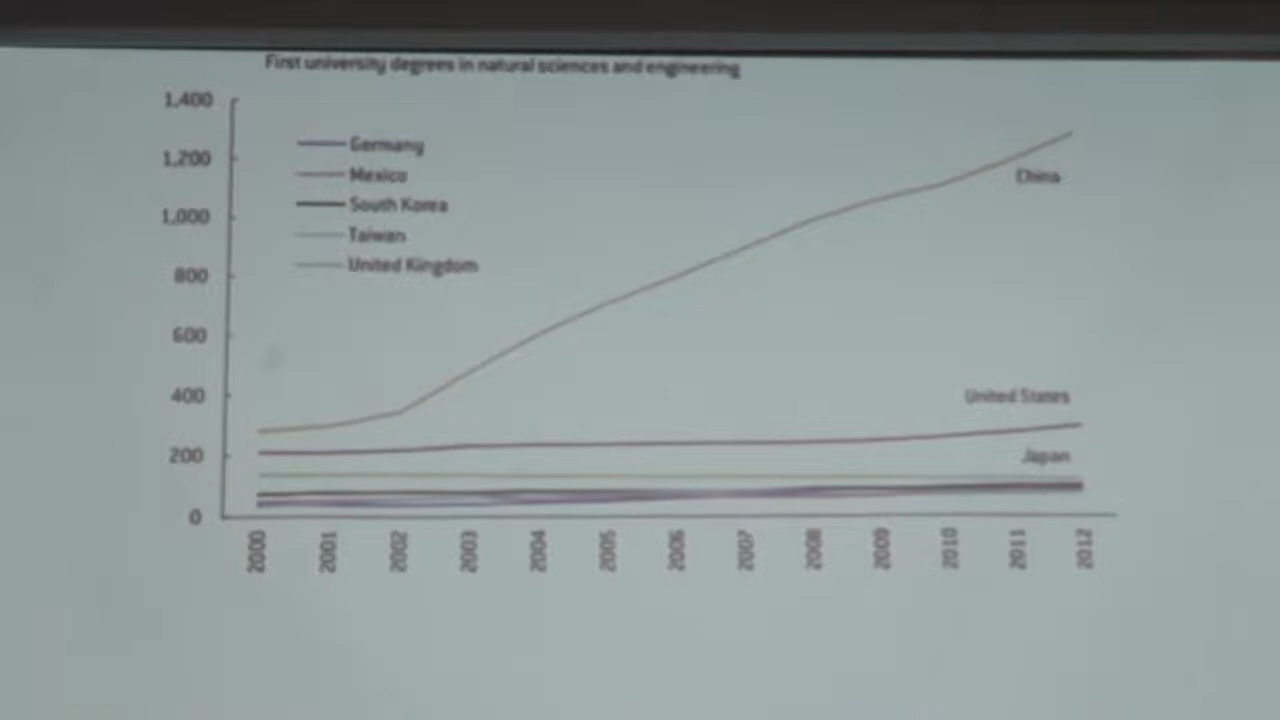 First university degrees in natural sciences and engineering
1,400
1,200
1,000
800
600
400
200
0
Germany
Mexico
South Korea
Taiwan
United Kingdom
China
United States
Japan
2000
2001
2002
2003
2004
2005
2006
2007
2008
2009
2010
2011
2012